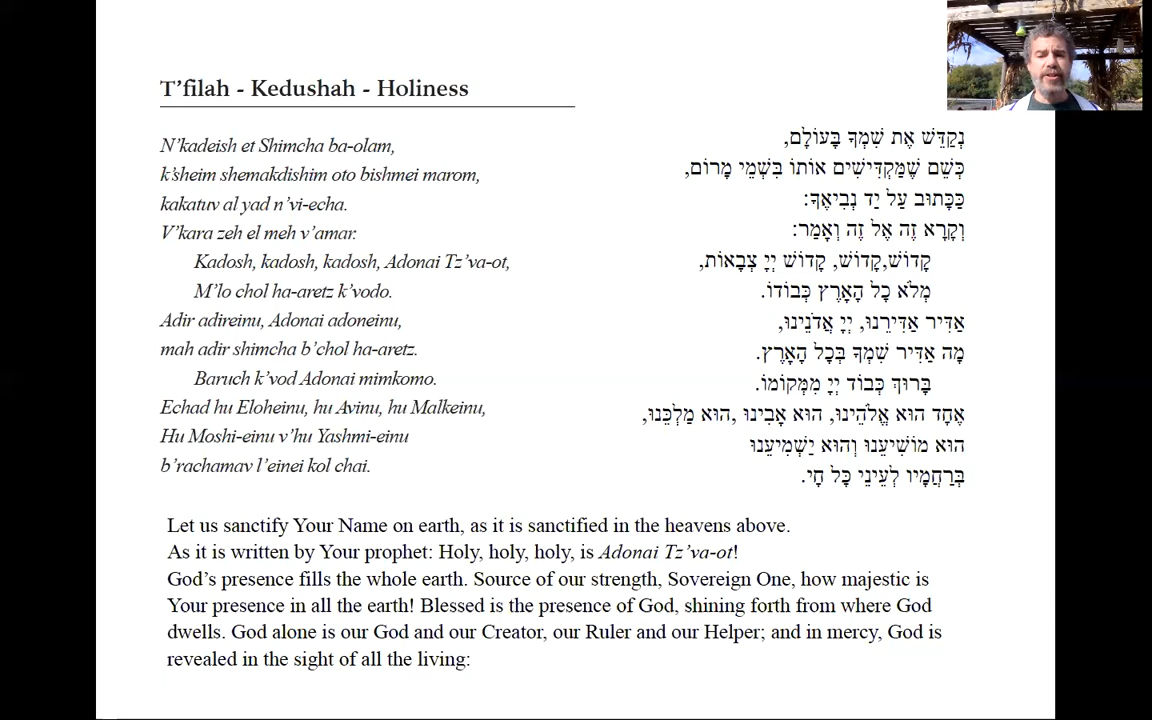 T'filah - Kedushah - Holiness
N'kadeish et Shimcha ba-olam,
k'sheim shemakdishim oto bishmei marom,
kakatuv al yad n'vi-echa.
V'kara zeh el meh v'amar:
Kadosh, kadosh, kadosh, Adonai Tz'va-ot,
M'lo chol ha-aretz k'vodo.
Adir adireinu, Adonai adoneinu,
mah adir shimcha b'chol ha-aretz.
Baruch k'vod Adonai mimkomo.
Echad hu Eloheinu, hu Avinu, hu Malkeinu,
Hu Moshi-einu v'hu Yashmi-einu
b'rachamav l'einei kol chai.
נְקַדֵּשׁ אֶת שִׁמְךָ בָּעוֹלָם,
כְּשֵׁם שֶׁמַּקְדִּישִׁים אוֹתוֹ בִּשְׁמֵי מָרוֹם,
כַּכָּתוּב עַל יַד נְבִיאֶךָ:
וְקָרָא זֶה אֶל זֶה וְאָמַר:
קָדוֹשׁ,קָדוֹשׁ, קָדוֹשׁ יְיָ צְבָאוֹת,
מְלֹא כָל הָאָרֶץ כְּבוֹדוֹ.
אַדִּיר אַדִּירֵנוּ, יְיָ אֲדֹנֵינוּ,
מָה אַדִּיר שִׁמְךָ בְּכָל הָאָרֶץ.
בָּרוּךְ כְּבוֹד יְיָ מִמְּקוֹמוֹ.
אֶחָד הוּא אֱלֹהֵינוּ, הוּא אָבִינוּ ,הוּא מַלְכֵּנוּ,
הוּא מוֹשִׁיעֵנוּ וְהוּא יַשְׁמִיעֵנוּ
בְּרַחֲמָיו לְעֵינֵי כָּל חָי.
Let us sanctify Your Name on earth, as it is sanctified in the heavens above.
As it is written by Your prophet: Holy, holy, holy, is Adonai Tz'va-ot!
God's presence fills the whole earth. Source of our strength, Sovereign One, how majestic is
Your presence in all the earth! Blessed is the presence of God, shining forth from where God
dwells. God alone is our God and our Creator, our Ruler and our Helper; and in mercy, God is
revealed in the sight of all the living: